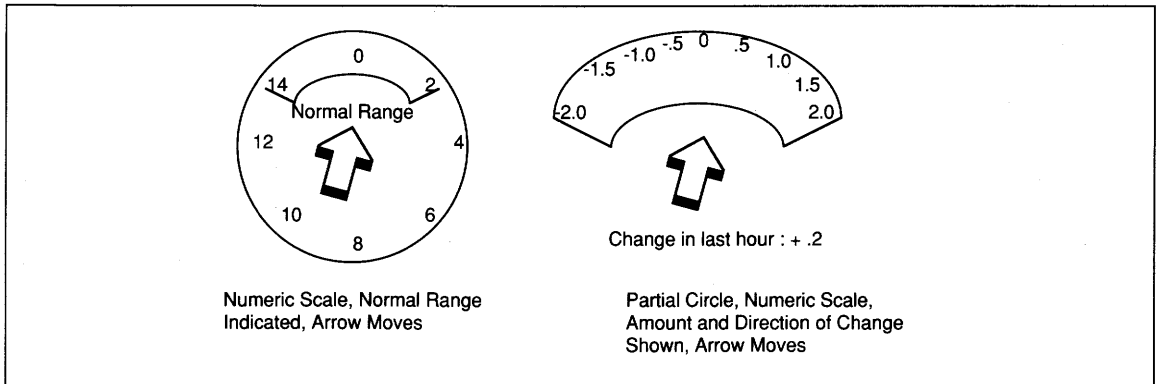 0
14
2
Normal Range
12
4
10
6
8
Numeric Scale, Normal Range
Indicated, Arrow Moves
-2.0
-1.5
-1.0
-.5
0
.5
1.0
1.5
2.0
Change in last hour : + .2
Partial Circle, Numeric Scale,
Amount and Direction of Change
Shown, Arrow Moves